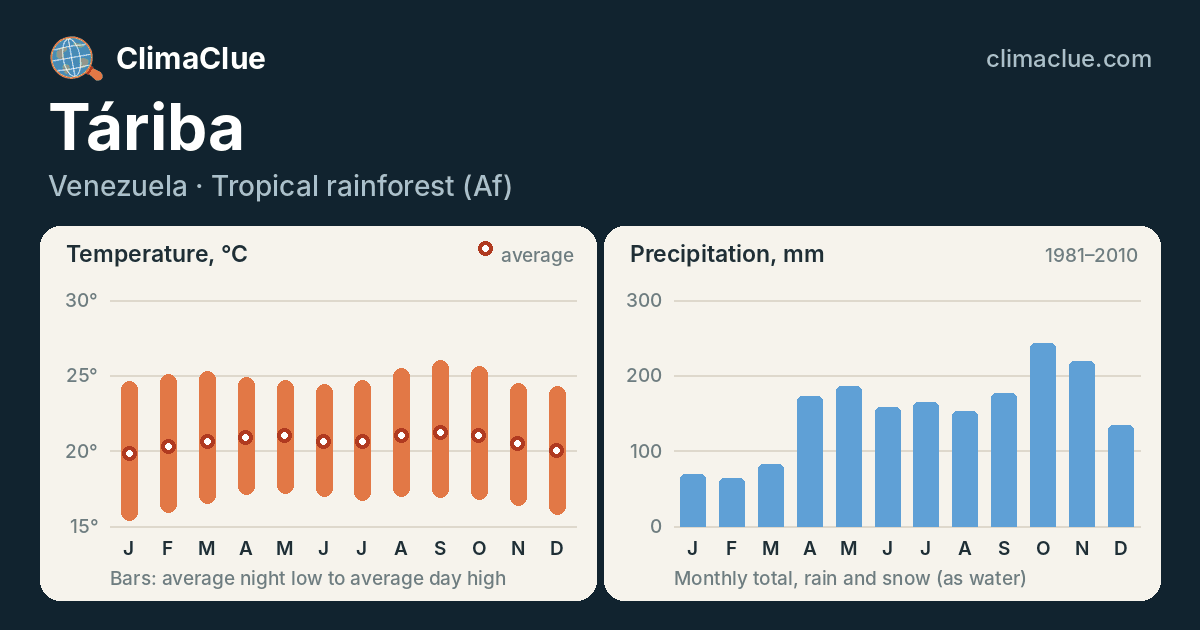 ClimaClue
climaclue.com
Táriba
Venezuela · Tropical rainforest (Af)
Temperature, °C
average
30°
25°
20°
15°
J F M A M J J A S O N D
Bars: average night low to average day high
Precipitation, mm
1981–2010
300
200
100
0
J F M A M J J A S O N D
Monthly total, rain and snow (as water)